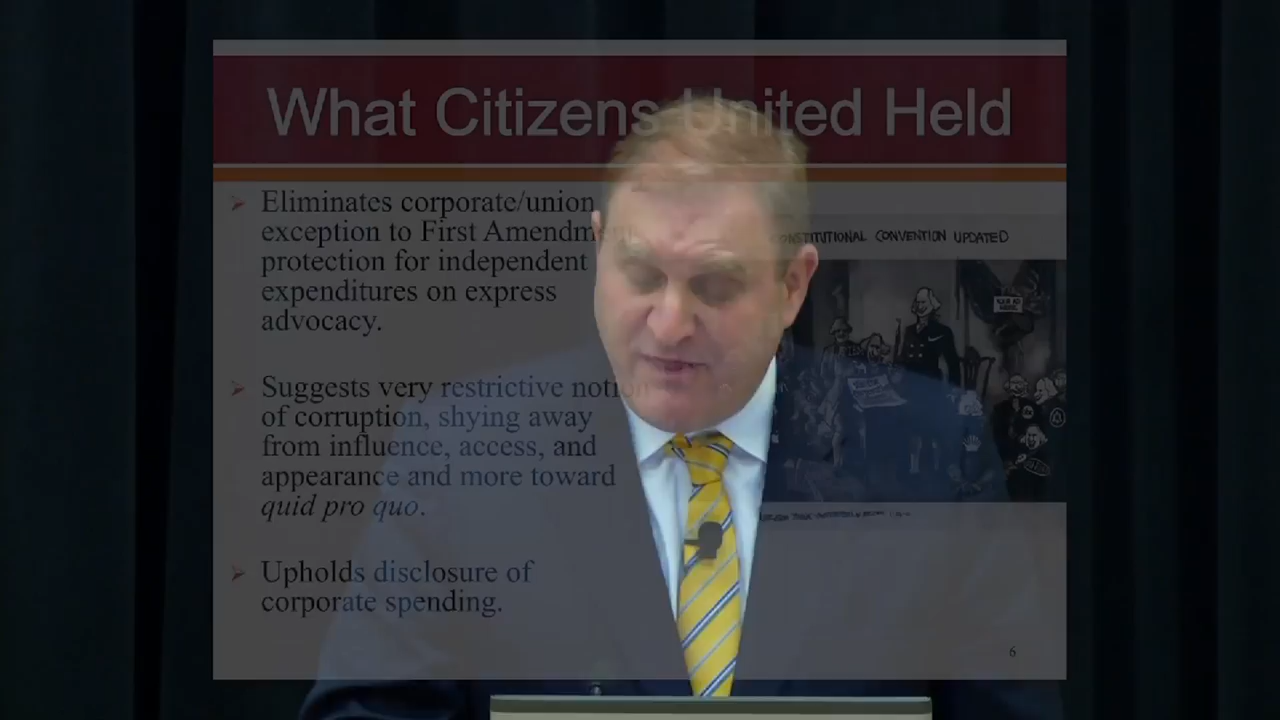 What Citizens United Held
Eliminates corporate/union
exception to First Amendm
protection for independent
expenditures on express
advocacy.
Suggests very restrictive notion
of corruption, shying away
from influence, access, and
appearance and more toward
quid pro quo.
Upholds disclosure of
corporate spending.
CONSTITUTIONAL CONVENTION UPDATED
6